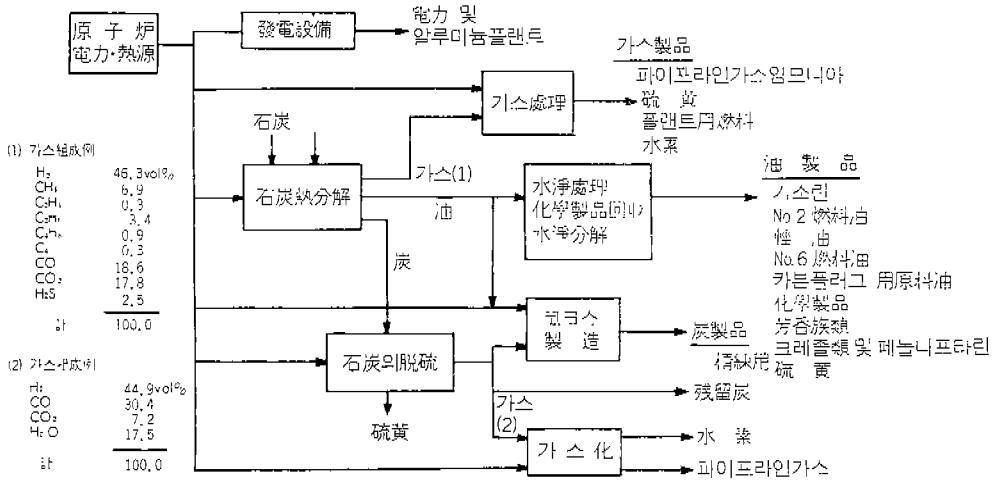 原子炉
電力·熱源
發電設備
電力 및
알루미늄플랜트
가스製品
파이프라인가스암모니아
硫 黄
플랜트用燃料
水素
가스處理
石炭
石炭熱分解
가스(1)
油
炭
水淨處理
化學製品
水淨分解
油 製 品
가소린
No.2 燃料油
油
No.6 燃料油
카본플러그 用原料油
化學製品
芳香族類
크레졸類 및 페놀나프타린
硫 黄
製 造
炭製品
精練用
石炭의脱硫
硫黄
残留炭
가스
(2)
가 스 化
水 素
파이프라인가스
(1) 가스組成例
H₂ 46.3vol%
CH₄ 6.9
C₂H₄ 0.3
3.4
0.9
C₄ 0.3
CO 18.6
CO₂ 17.8
H₂S 2.5
計 100.0
(2) 가스組成例
H₂ 44.9vol%
CO 30.4
CO₂ 7.2
H₂O 17.5
計 100.0